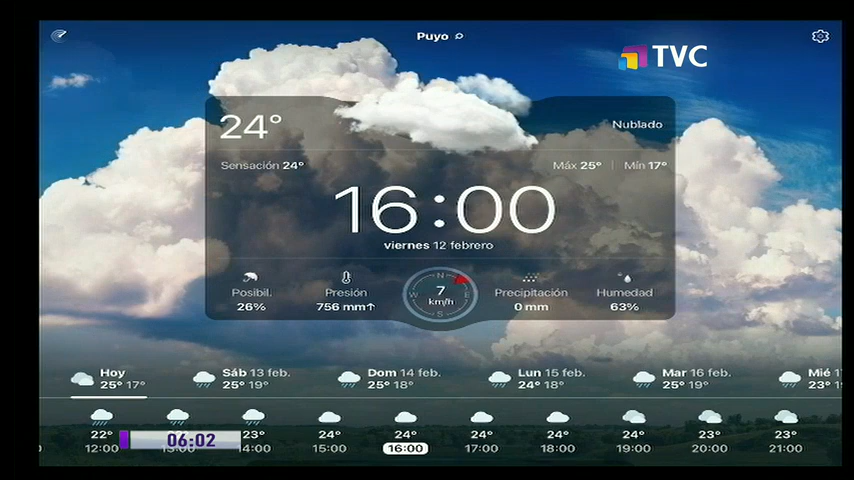 Puyo
TVC
24°
Nublado
Sensación 24°
Máx 25° Mín 17°
16:00
viernes 12 febrero
N
W E
S
7
km/h
Posibil.
26%
Presión
756 mm↑
Precipitación
0 mm
Humedad
63%
Hoy
25° 17°
Sáb 13 feb.
25° 19°
Dom 14 feb.
25° 18°
Lun 15 feb.
24° 18°
Mar 16 feb.
25° 19°
Mié 1
23° 1
22° 23° 24° 24° 24° 24° 24° 23° 23°
12:00 13:00 14:00 15:00 16:00 17:00 18:00 19:00 20:00 21:00
06:02